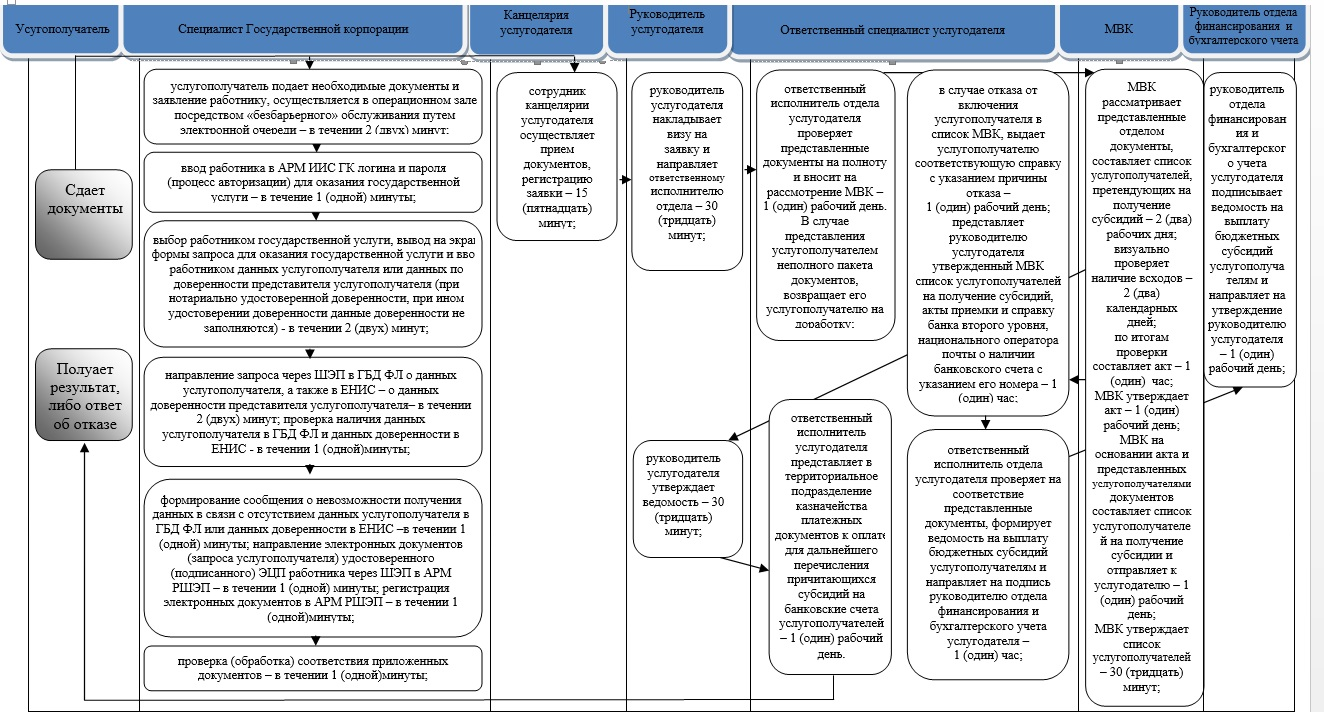 Усугополучатель
Специалист Государственной корпорации
Канцелярия
услугодателя
Руководитель
услугодателя
Ответственный специалист услугодателя
МВК
Руководитель отдела
финансирования и
бухгалтерского учета
Сдает
документы
Полуает
результат,
либо ответ
об отказе
услугополучатель подает необходимые документы и
заявление работнику, осуществляется в операционном зале
посредством «безбарьерного» обслуживания путем
электронной очереди – в течении 2 (двух) минут;
ввод работника в АРМ ИИС ГК логина и пароля
(процесс авторизации) для оказания государственной
услуги – в течение 1 (одной) минуты;
выбор работником государственной услуги, вывод на экран
формы запроса для оказания государственной услуги и вво
работником данных услугополучателя или данных по
доверенности представителя услугополучателя (при
нотариально удостоверенной доверенности, при ином
удостоверении доверенности данные доверенности не
заполняются) - в течении 2 (двух) минут;
направление запроса через ШЭП в ГБД ФЛ о данных
услугополучателя, а также в ЕНИС – о данных
доверенности представителя услугополучателя– в течении
2 (двух) минут; проверка наличия данных
услугополучателя в ГБД ФЛ и данных доверенности в
ЕНИС - в течении 1 (одной)минуты;
формирование сообщения о невозможности получения
данных в связи с отсутствием данных услугополучателя в
ГБД ФЛ или данных доверенности в ЕНИС –в течении 1
(одной) минуты; направление электронных документов
(запроса услугополучателя) удостоверенного
(подписанного) ЭЦП работника через ШЭП в АРМ
РШЭП – в течении 1 (одной) минуты; регистрация
электронных документов в АРМ РШЭП – в течении 1
(одной)минуты;
проверка (обработка) соответствия приложенных
документов – в течении 1 (одной)минуты;
сотрудник
канцелярии
услугодателя
осуществляет
прием
документов,
регистрацию
заявки – 15
(пятнадцать)
минут;
руководитель
услугодателя
накладывает
визу на
заявку и
направляет
ответственному
исполнителю
отдела – 30
(тридцать)
минут;
руководитель
услугодателя
утверждает
ведомость – 30
(тридцать)
минут;
ответственный
исполнитель отдела
услугодателя
проверяет
представленные
документы на полноту
и вносит на
рассмотрение МВК –
1 (один) рабочий день.
В случае
представления
услугополучателем
неполного пакета
документов,
возвращает его
услугополучателю на
доработку;
ответственный
исполнитель
услугодателя
представляет в
территориальное
подразделение
казначейства
платежных
документов к оплате
для дальнейшего
перечисления
причитающихся
субсидий на
банковские счета
услугополучателей
– 1 (один) рабочий
день.
в случае отказа от
включения
услугополучателя в
список МВК, выдает
услугополучателю
соответствующую справку
с указанием причины
отказа –
1 (один) рабочий день;
представляет
руководителю
услугодателя
утвержденный МВК
список услугополучателей
на получение субсидий,
акты приемки и справку
банка второго уровня,
национального оператора
почты о наличии
банковского счета с
указанием его номера – 1
(один) час;
ответственный
исполнитель отдела
услугодателя проверяет на
соответствие
представленные
документы, формирует
ведомость на выплату
бюджетных субсидий
услугополучателям и
направляет на подпись
руководителю отдела
финансирования и
бухгалтерского учета
услугодателя –
1 (один) час;
МВК
рассматривает
представленные
отделом
документы,
составляет список
услугополучателей,
претендующих на
получение
субсидий – 2 (два)
рабочих дня;
визуально
проверяет
наличие всходов –
2 (два)
календарных
дней;
по итогам
проверки
составляет акт – 1
(один) час;
МВК утверждает
акт – 1 (один)
рабочий день;
МВК на
основании акта и
представленных
услугополучателями
документов
составляет список
услугополучателе
й на получение
субсидии и
отправляет к
услугодателю – 1
(один) рабочий
день;
МВК утверждает
список
услугополучателей
– 30 (тридцать)
минут;
руководитель
отдела
финансирован
ия и
бухгалтерског
о учета
услугодателя
подписывает
ведомость на
выплату
бюджетных
субсидий
услугополуча
телям и
направляет на
утверждение
руководителю
услугодателя
– 1 (один)
рабочий день;